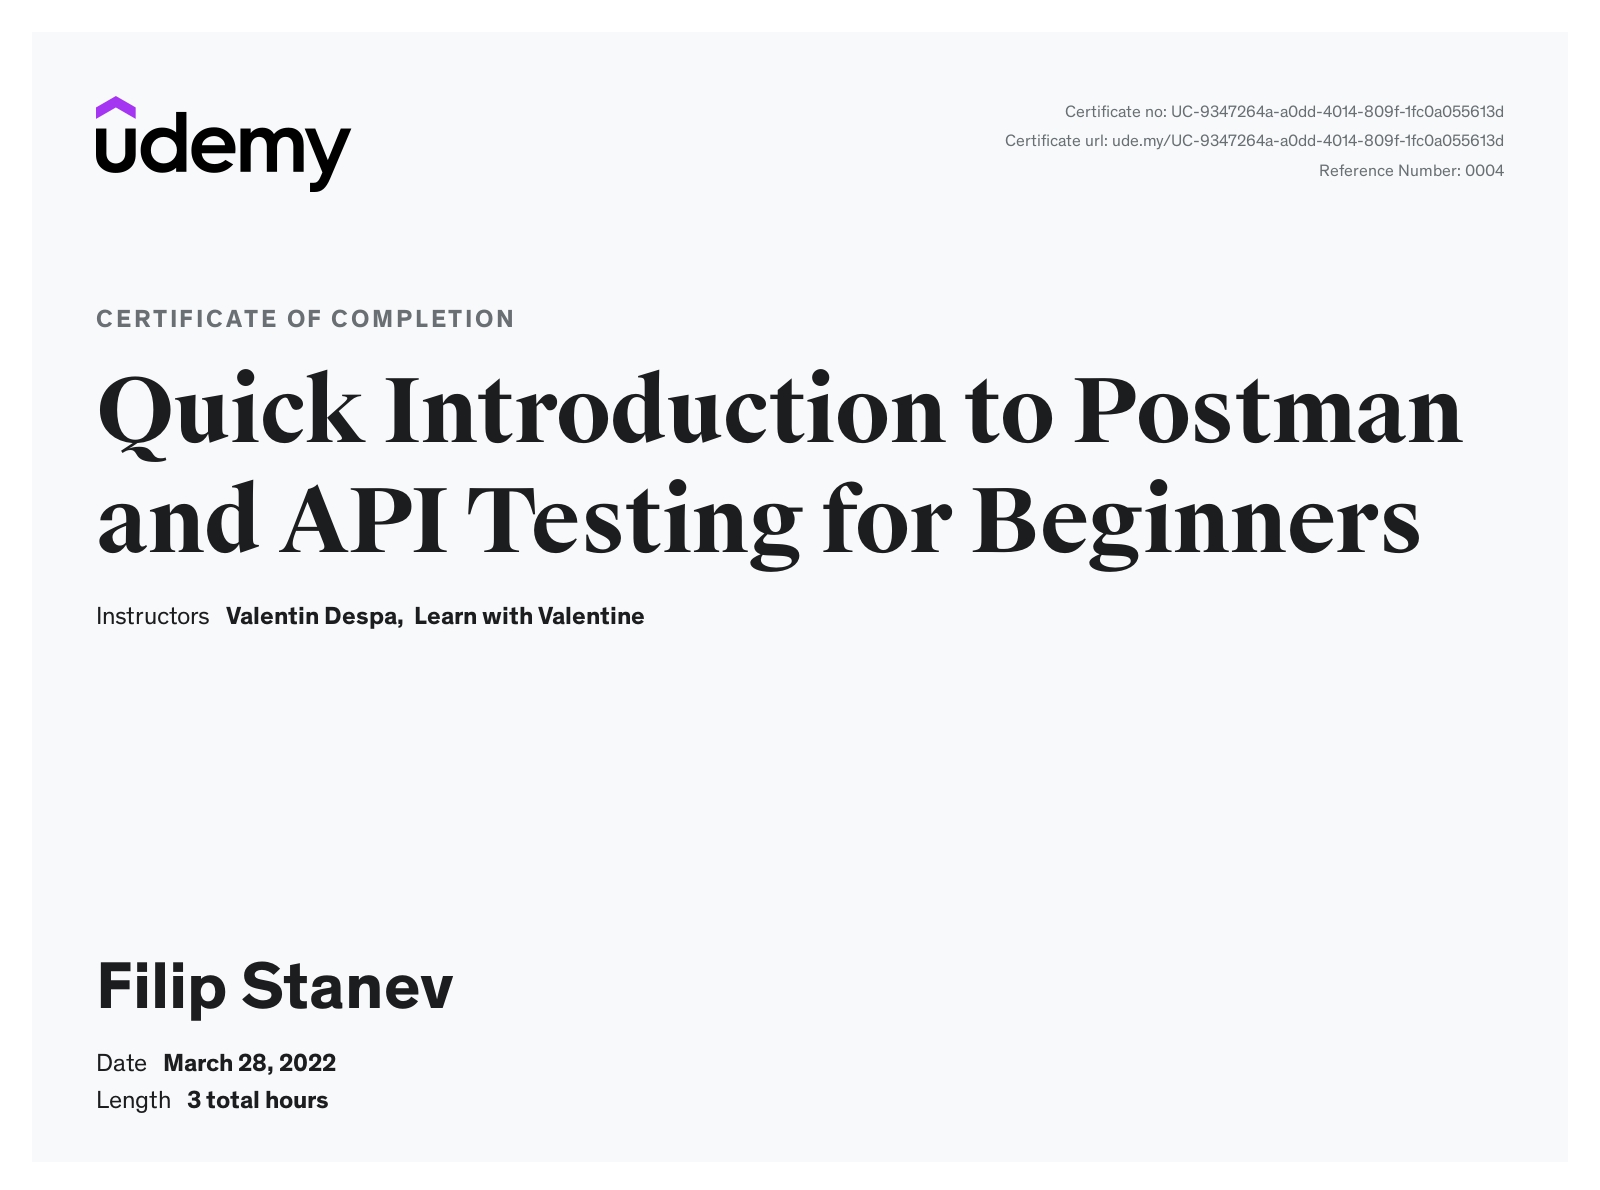 udemy
Certificate no: UC-9347264a-a0dd-4014-809f-1fc0a055613d
Certificate url: ude.my/UC-9347264a-a0dd-4014-809f-1fc0a055613d
Reference Number: 0004
CERTIFICATE OF COMPLETION
Quick Introduction to Postman
and API Testing for Beginners
Instructors Valentin Despa, Learn with Valentine
Filip Stanev
Date March 28, 2022
Length 3 total hours